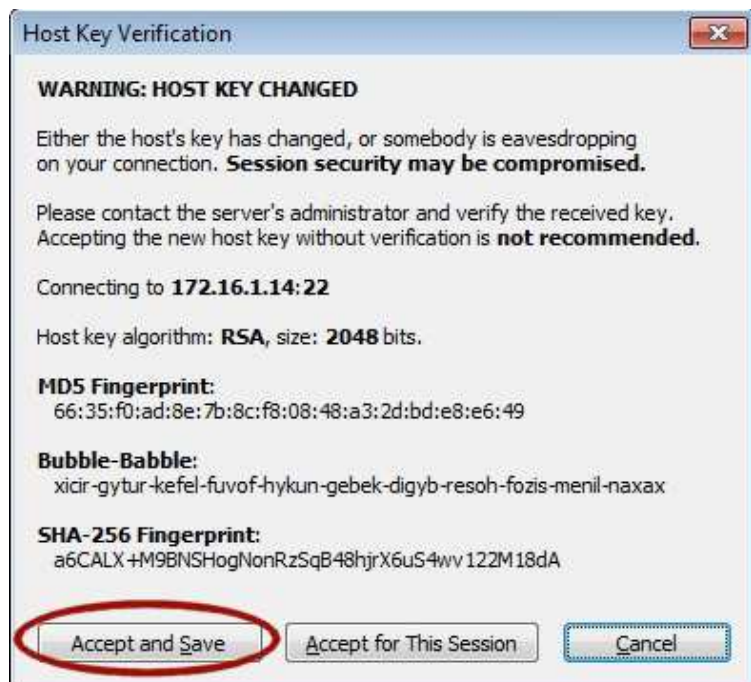 Host Key Verification
WARNING: HOST KEY CHANGED
Either the host's key has changed, or somebody is eavesdropping
on your connection. Session security may be compromised.
Please contact the server's administrator and verify the received key.
Accepting the new host key without verification is not recommended.
Connecting to 172.16.1.14:22
Host key algorithm: RSA, size: 2048 bits.
MD5 Fingerprint:
66:35:f0:ad:8e:7b:8c:f8:08:48:a3:2d:bd:e8:e6:49
Bubble-Babble:
xicir-gytur-kefel-fuvof-hykun-gebek-digyb-resoh-fozis-menil-naxax
SHA-256 Fingerprint:
a6CALX+M9BNSHogNonRzSqB48hjrX6uS4wv122M18dA
Accept and Save
Accept for This Session
Cancel